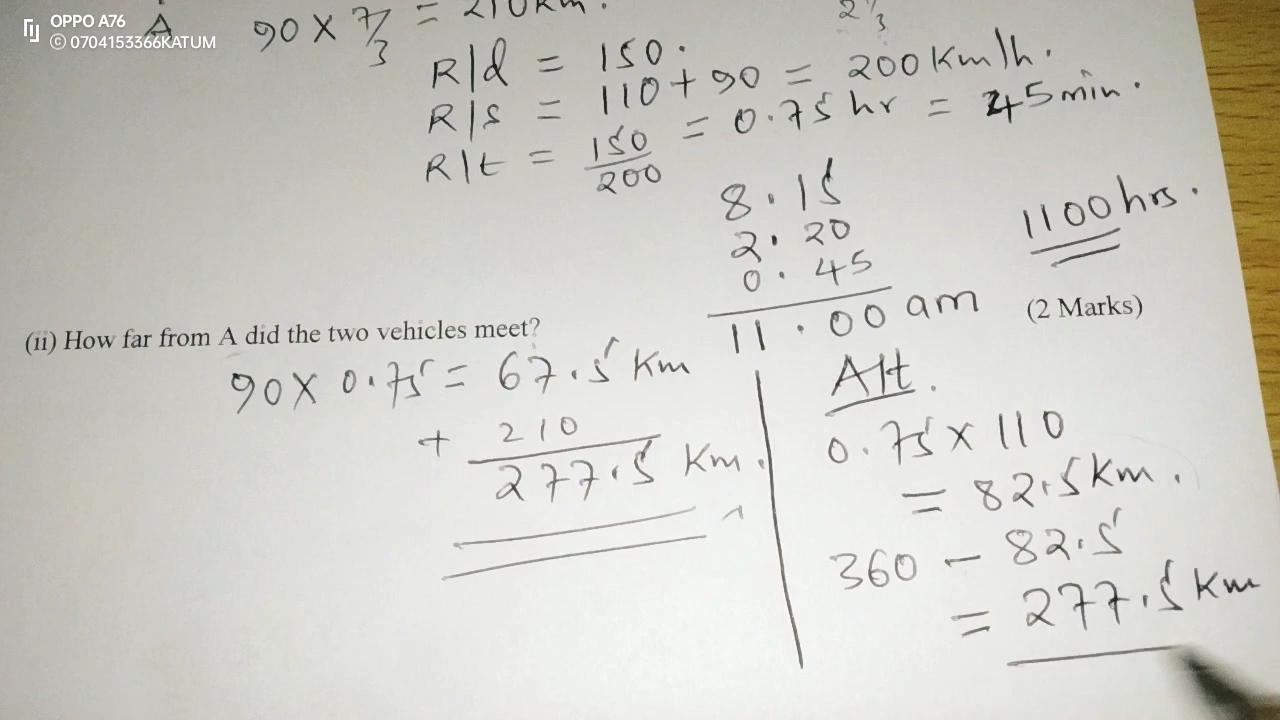 OPPO A76
© 0704153366KATUM
A 90 x 7/3 = 210km.
2 1/3
R/d = 150.
R/s = 110 + 90 = 200 Km/h.
R/t = 150/200 = 0.75 hr = 45 min.
8.15
2.20
0.45
11.00 am
1100 hrs.
(ii) How far from A did the two vehicles meet?
(2 Marks)
90 x 0.75 = 67.5 Km
+ 210
277.5 Km.
Alt.
0.75 x 110
= 82.5 Km.
360 - 82.5
= 277.5 Km